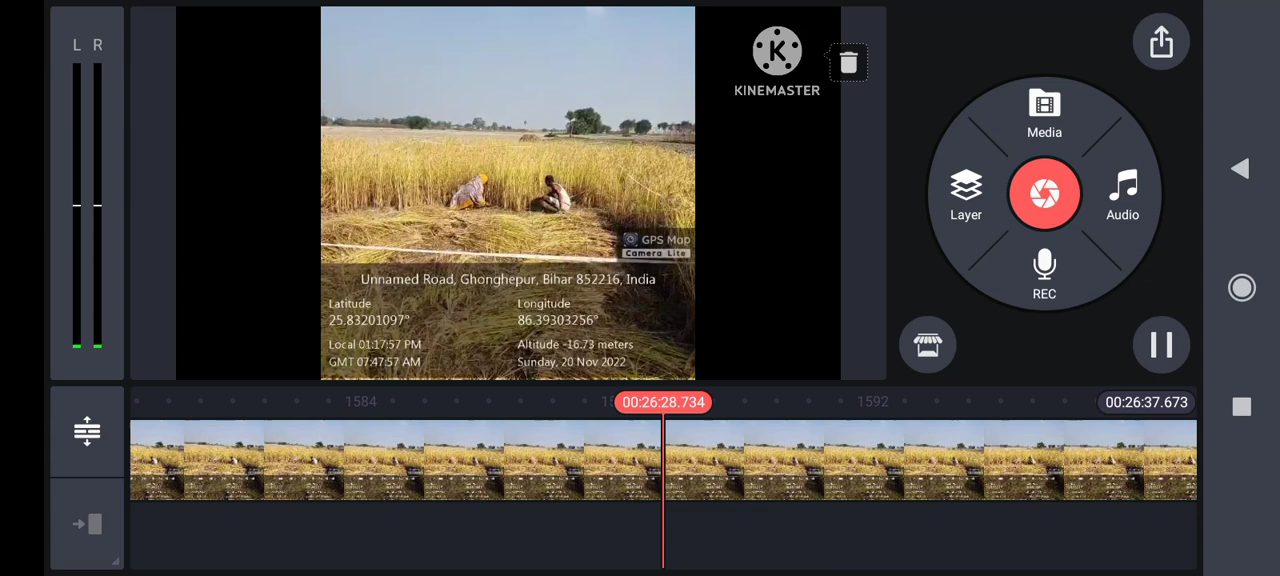 L R
KINEMASTER
Media
Layer
Audio
REC
GPS Map
Camera Lite
Unnamed Road, Ghonghepur, Bihar 852216, India
Latitude
25.83201097°
Longitude
86.39303256°
Local 01:17:57 PM
GMT 07:47:57 AM
Altitude -16.73 meters
Sunday, 20 Nov 2022
1584
00:26:28.734
1592
00:26:37.673